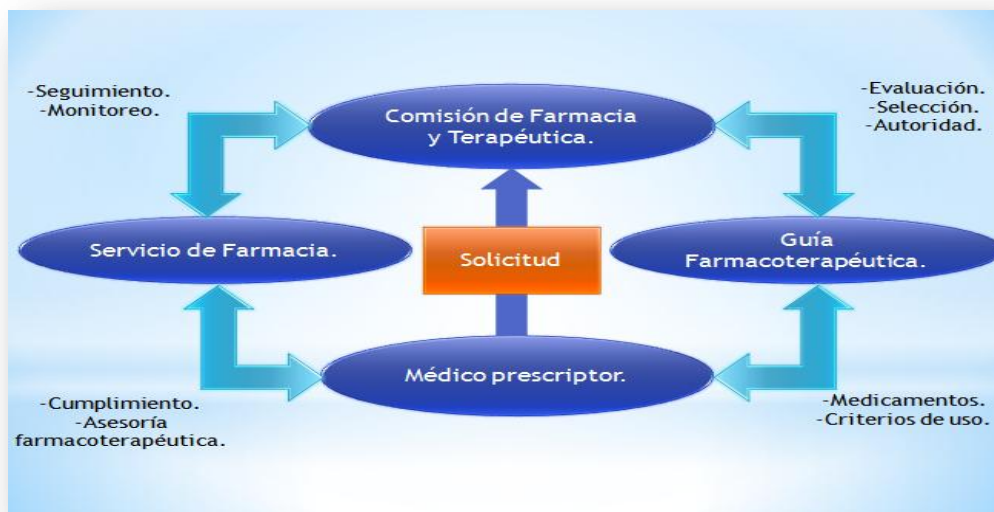 -Seguimiento.
-Monitoreo.
Comisión de Farmacia
y Terapéutica.
-Evaluación.
-Selección.
-Autoridad.
Servicio de Farmacia.
Solicitud
Guía
Farmacoterapéutica.
Médico prescriptor.
-Cumplimiento.
-Asesoría
farmacoterapéutica.
-Medicamentos.
-Criterios de uso.